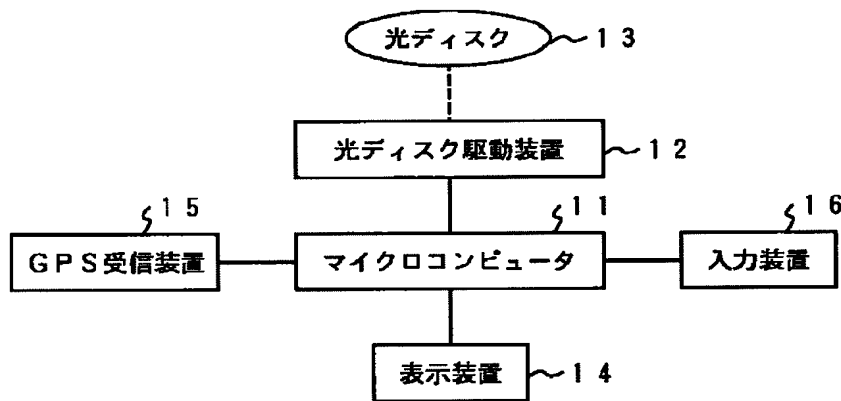 光ディスク 13
光ディスク駆動装置 12
15 11 16
GPS受信装置 マイクロコンピュータ 入力装置
表示装置 14